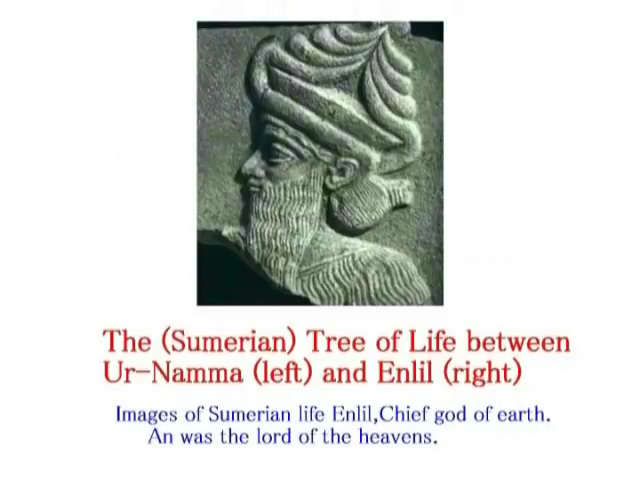 The (Sumerian) Tree of Life between
Ur-Namma (left) and Enlil (right)
Images of Sumerian life Enlil,Chief god of earth.
An was the lord of the heavens.